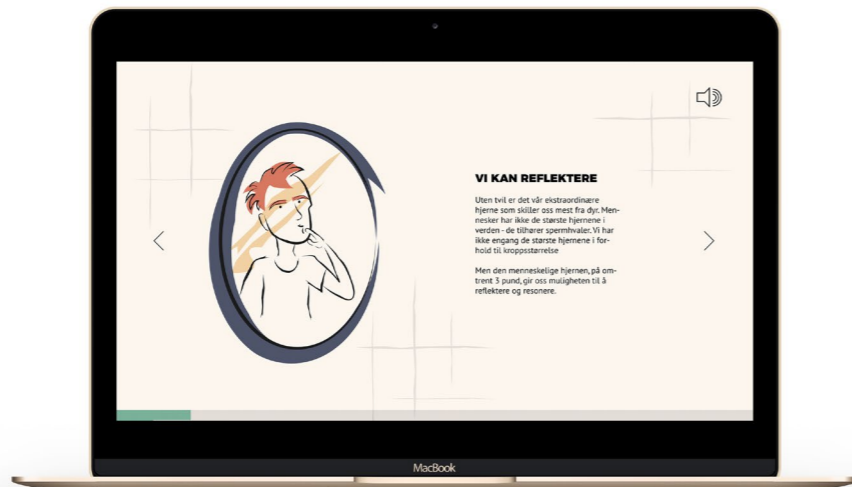 VI KAN REFLEKTERE
Uten tvil er det vår ekstraordinære
hjerne som skiller oss mest fra dyr. Men-
nesker har ikke de største hjernene i
verden - de tilhører spermhvaler. Vi har
ikke engang de største hjernene i for-
hold til kroppsstørrelse
Men den menneskelige hjernen, på om-
trent 3 pund, gir oss muligheten til å
reflektere og resonere.
MacBook